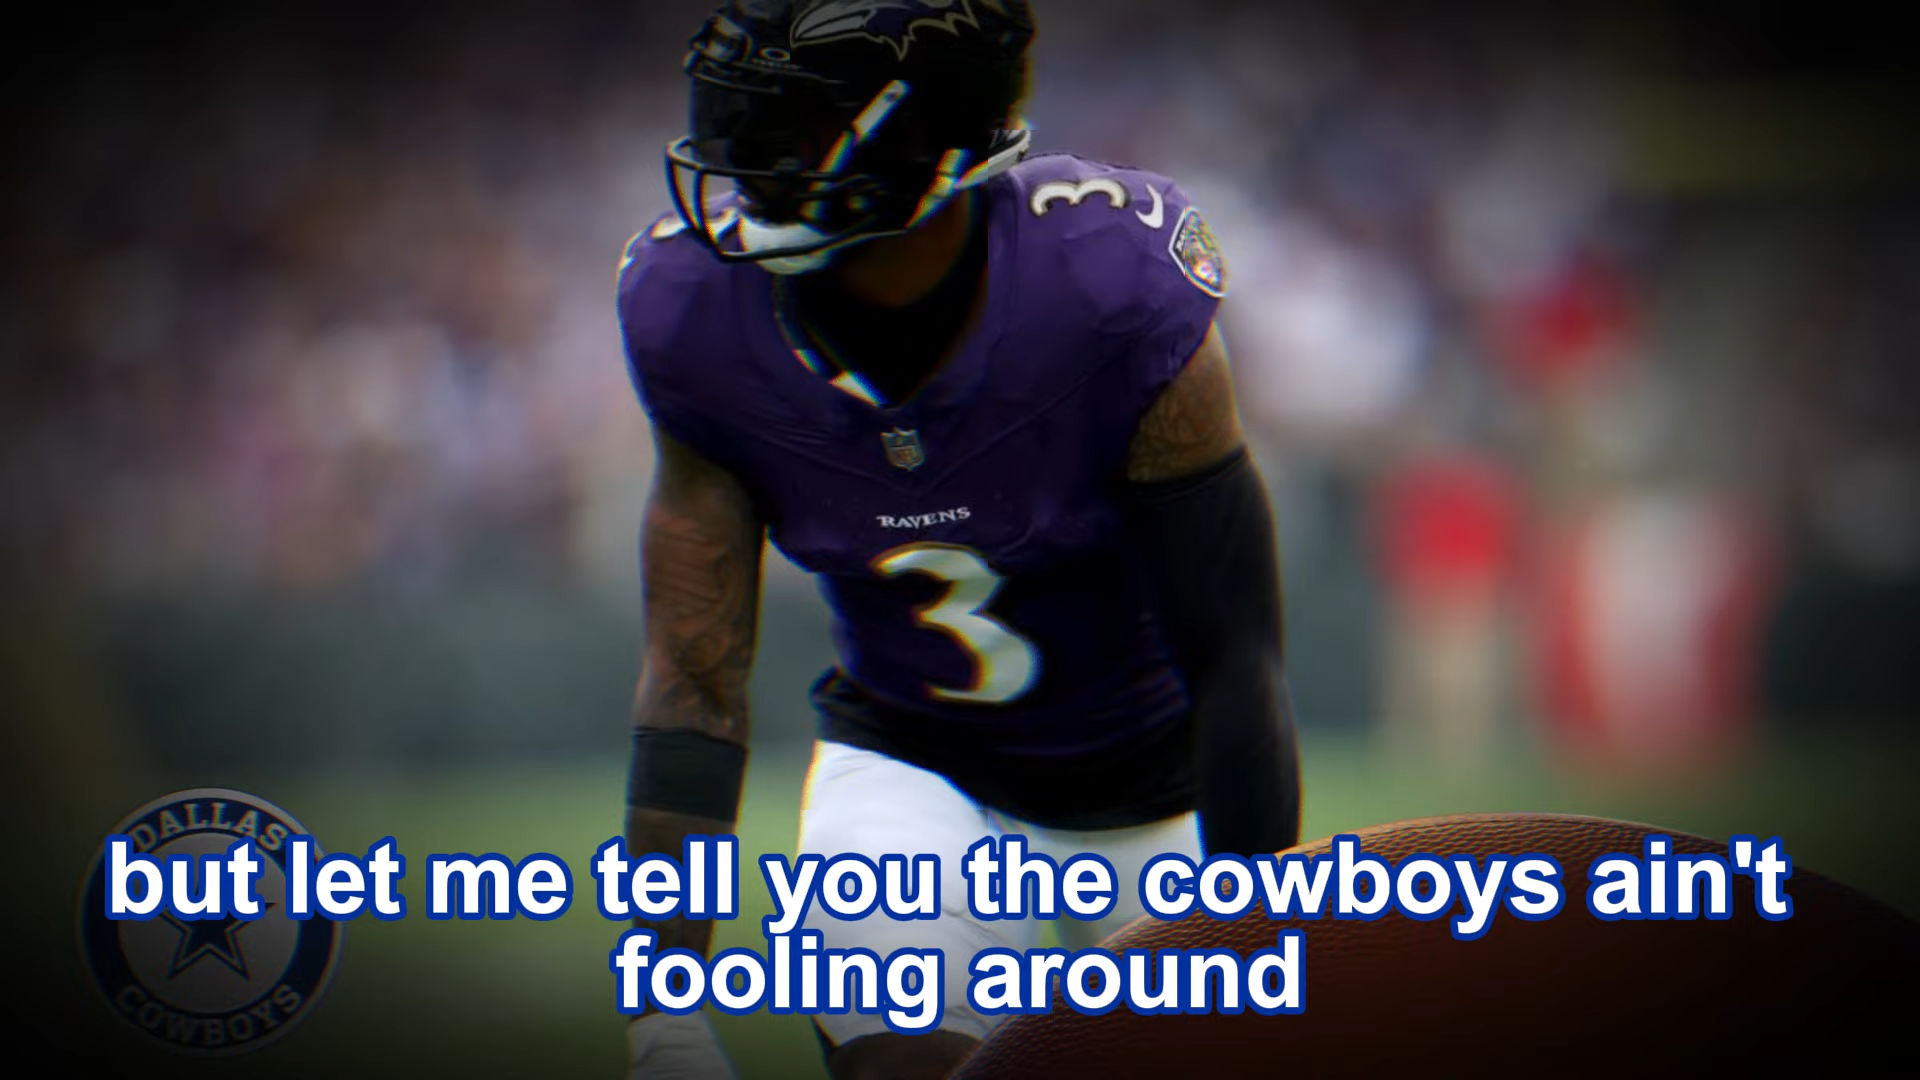 3
RAVENS
3
DALLAS
COWBOYS
but let me tell you the cowboys ain't
fooling around